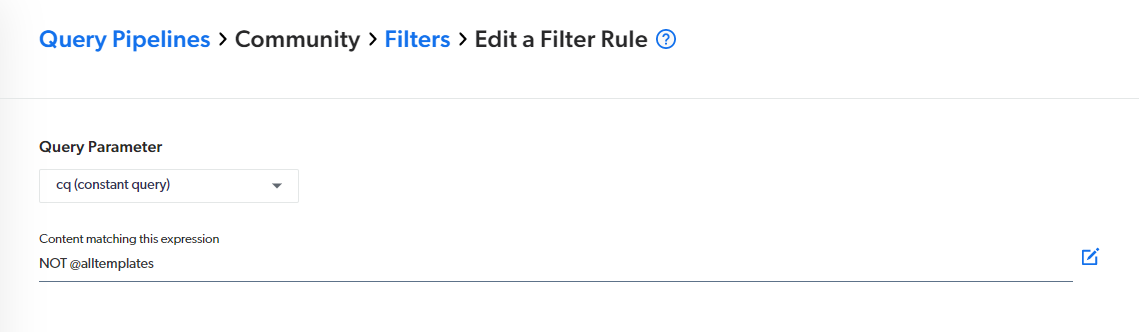 Query Pipelines > Community > Filters > Edit a Filter Rule ?
Query Parameter
cq (constant query)
Content matching this expression
NOT @alltemplates